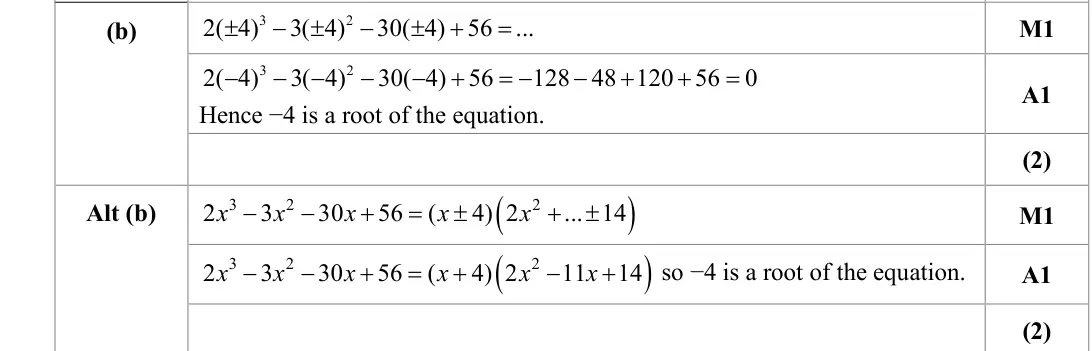 (b) 2(±4)³ − 3(±4)² − 30(±4) + 56 = ... M1
2(−4)³ − 3(−4)² − 30(−4) + 56 = −128 − 48 + 120 + 56 = 0
Hence −4 is a root of the equation. A1
(2)
Alt (b) 2x³ − 3x² − 30x + 56 = (x ± 4)(2x² + ... ± 14) M1
2x³ − 3x² − 30x + 56 = (x + 4)(2x² − 11x + 14) so −4 is a root of the equation. A1
(2)